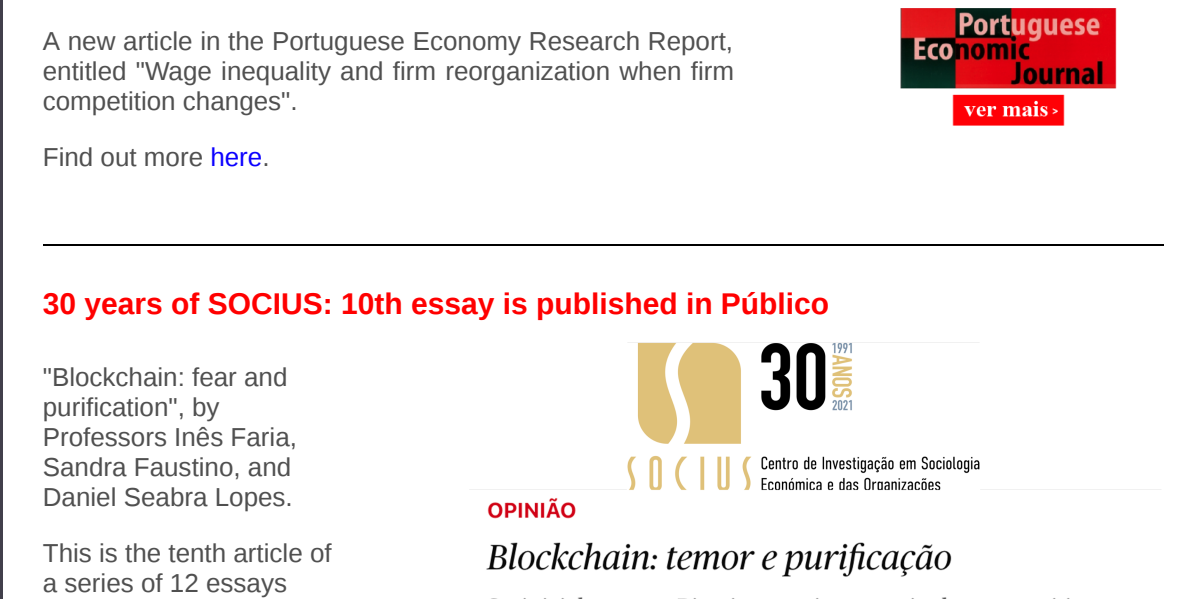 A new article in the Portuguese Economy Research Report,
entitled "Wage inequality and firm reorganization when firm
competition changes".
Find out more here.
Portuguese
Economic
Journal
ver mais >
30 years of SOCIUS: 10th essay is published in Público
"Blockchain: fear and
purification", by
Professors Inês Faria,
Sandra Faustino, and
Daniel Seabra Lopes.
This is the tenth article of
a series of 12 essays
30
1991
ANOS
2021
SOCIUS
Centro de Investigação em Sociologia
Económica e das Organizações
OPINIÃO
Blockchain: temor e purificação